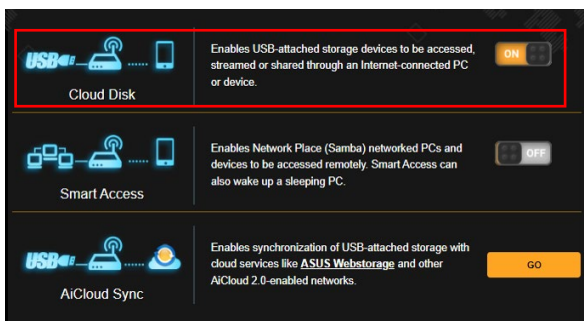 Enables USB-attached storage devices to be accessed,
streamed or shared through an Internet-connected PC
or device.
ON
USB
Cloud Disk
Enables Network Place (Samba) networked PCs and
devices to be accessed remotely. Smart Access can
also wake up a sleeping PC.
OFF
Smart Access
Enables synchronization of USB-attached storage with
cloud services like ASUS Webstorage and other
AiCloud 2.0-enabled networks.
GO
USB
AiCloud Sync